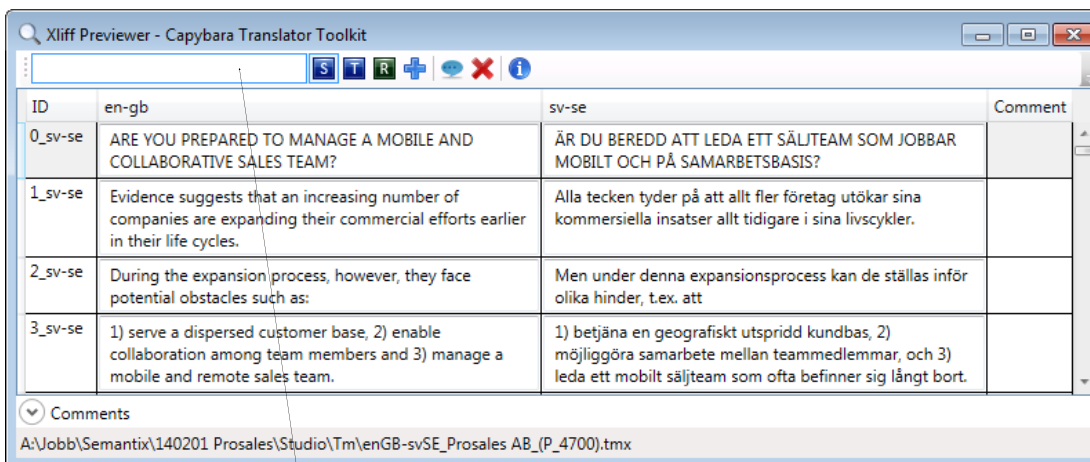 Xliff Previewer - Capybara Translator Toolkit
S T R i
ID en-gb sv-se Comment
0_sv-se
ARE YOU PREPARED TO MANAGE A MOBILE AND
COLLABORATIVE SALES TEAM?
ÄR DU BEREDD ATT LEDA ETT SÄLJTEAM SOM JOBBAR
MOBILT OCH PÅ SAMARBETSBASIS?
1_sv-se
Evidence suggests that an increasing number of
companies are expanding their commercial efforts earlier
in their life cycles.
Alla tecken tyder på att allt fler företag utökar sina
kommersiella insatser allt tidigare i sina livscykler.
2_sv-se
During the expansion process, however, they face
potential obstacles such as:
Men under denna expansionsprocess kan de ställas inför
olika hinder, t.ex. att
3_sv-se
1) serve a dispersed customer base, 2) enable
collaboration among team members and 3) manage a
mobile and remote sales team.
1) betjäna en geografiskt utspridd kundbas, 2)
möjliggöra samarbete mellan teammedlemmar, och 3)
leda ett mobilt säljteam som ofta befinner sig långt bort.
Comments
A:\Jobb\Semantix\140201 Prosales\Studio\Tm\enGB-svSE_Prosales AB_(P_4700).tmx